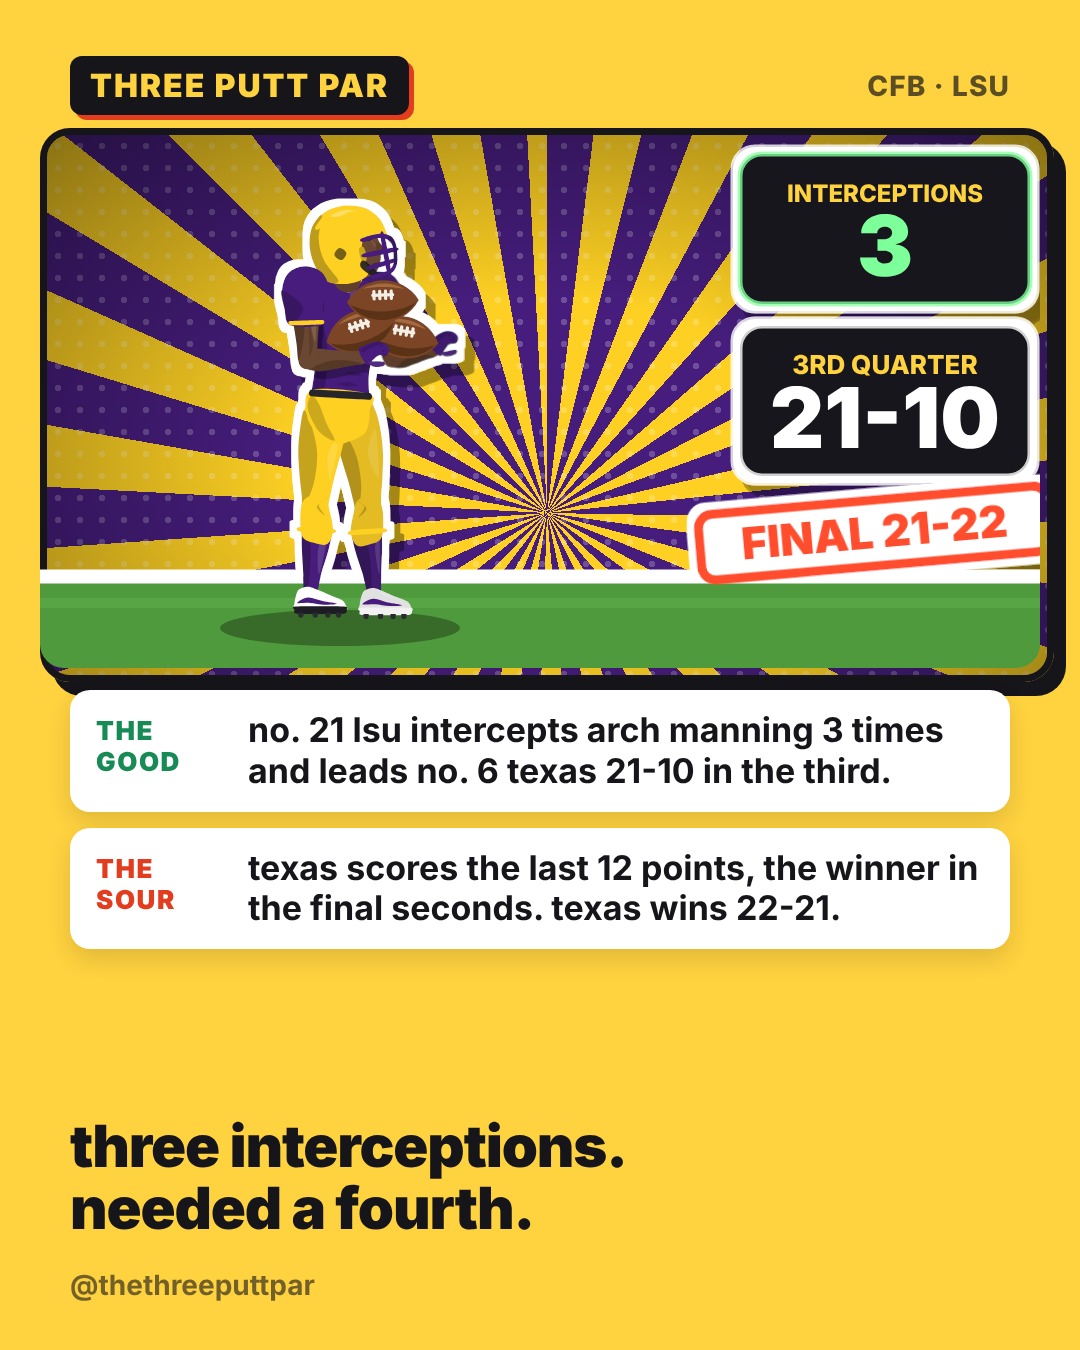 THREE PUTT PAR
CFB · LSU
INTERCEPTIONS
3
3RD QUARTER
21-10
FINAL 21-22
THE
GOOD
no. 21 lsu intercepts arch manning 3 times
and leads no. 6 texas 21-10 in the third.
THE
SOUR
texas scores the last 12 points, the winner in
the final seconds. texas wins 22-21.
three interceptions.
needed a fourth.
@thethreeputtpar